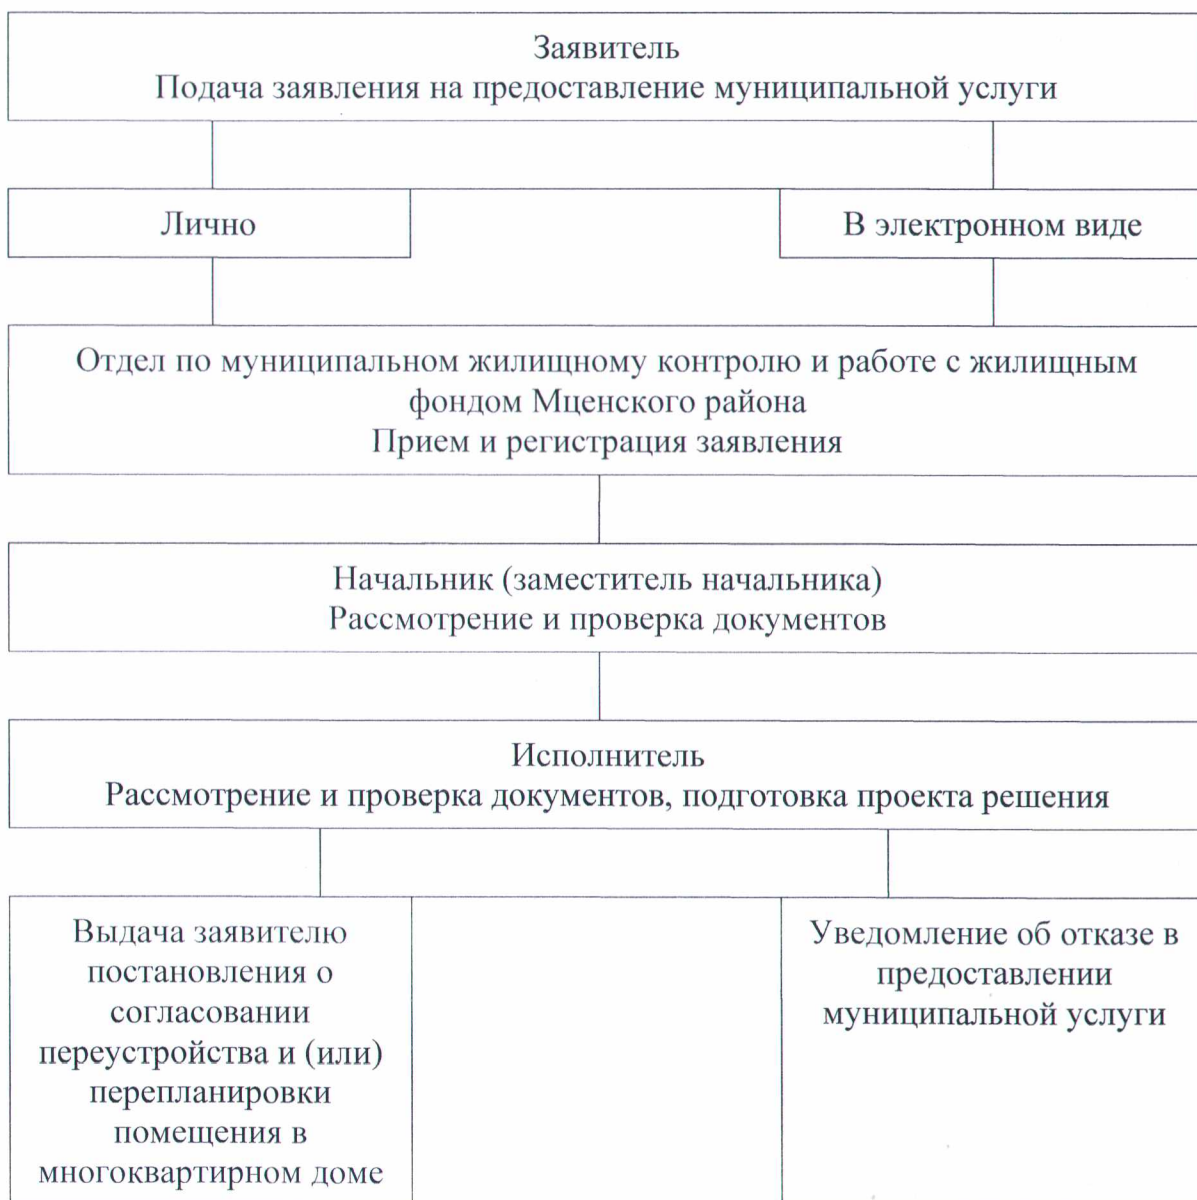 Заявитель
Подача заявления на предоставление муниципальной услуги
Лично
В электронном виде
Отдел по муниципальном жилищному контролю и работе с жилищным
фондом Мценского района
Прием и регистрация заявления
Начальник (заместитель начальника)
Рассмотрение и проверка документов
Исполнитель
Рассмотрение и проверка документов, подготовка проекта решения
Выдача заявителю
постановления о
согласовании
переустройства и (или)
перепланировки
помещения в
многоквартирном доме
Уведомление об отказе в
предоставлении
муниципальной услуги